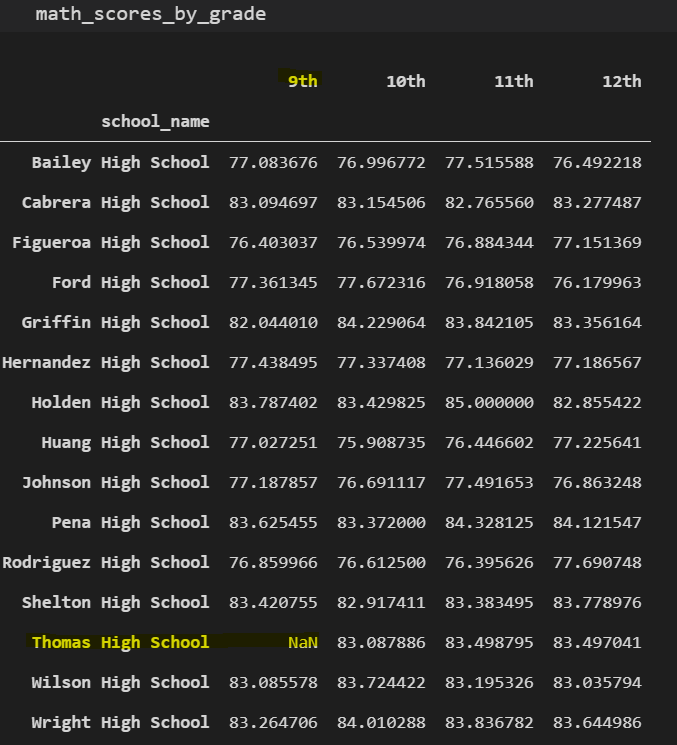 math_scores_by_grade
9th 10th 11th 12th
school_name
Bailey High School 77.083676 76.996772 77.515588 76.492218
Cabrera High School 83.094697 83.154506 82.765560 83.277487
Figueroa High School 76.403037 76.539974 76.884344 77.151369
Ford High School 77.361345 77.672316 76.918058 76.179963
Griffin High School 82.044010 84.229064 83.842105 83.356164
Hernandez High School 77.438495 77.337408 77.136029 77.186567
Holden High School 83.787402 83.429825 85.000000 82.855422
Huang High School 77.027251 75.908735 76.446602 77.225641
Johnson High School 77.187857 76.691117 77.491653 76.863248
Pena High School 83.625455 83.372000 84.328125 84.121547
Rodriguez High School 76.859966 76.612500 76.395626 77.690748
Shelton High School 83.420755 82.917411 83.383495 83.778976
Thomas High School NaN 83.087886 83.498795 83.497041
Wilson High School 83.085578 83.724422 83.195326 83.035794
Wright High School 83.264706 84.010288 83.836782 83.644986